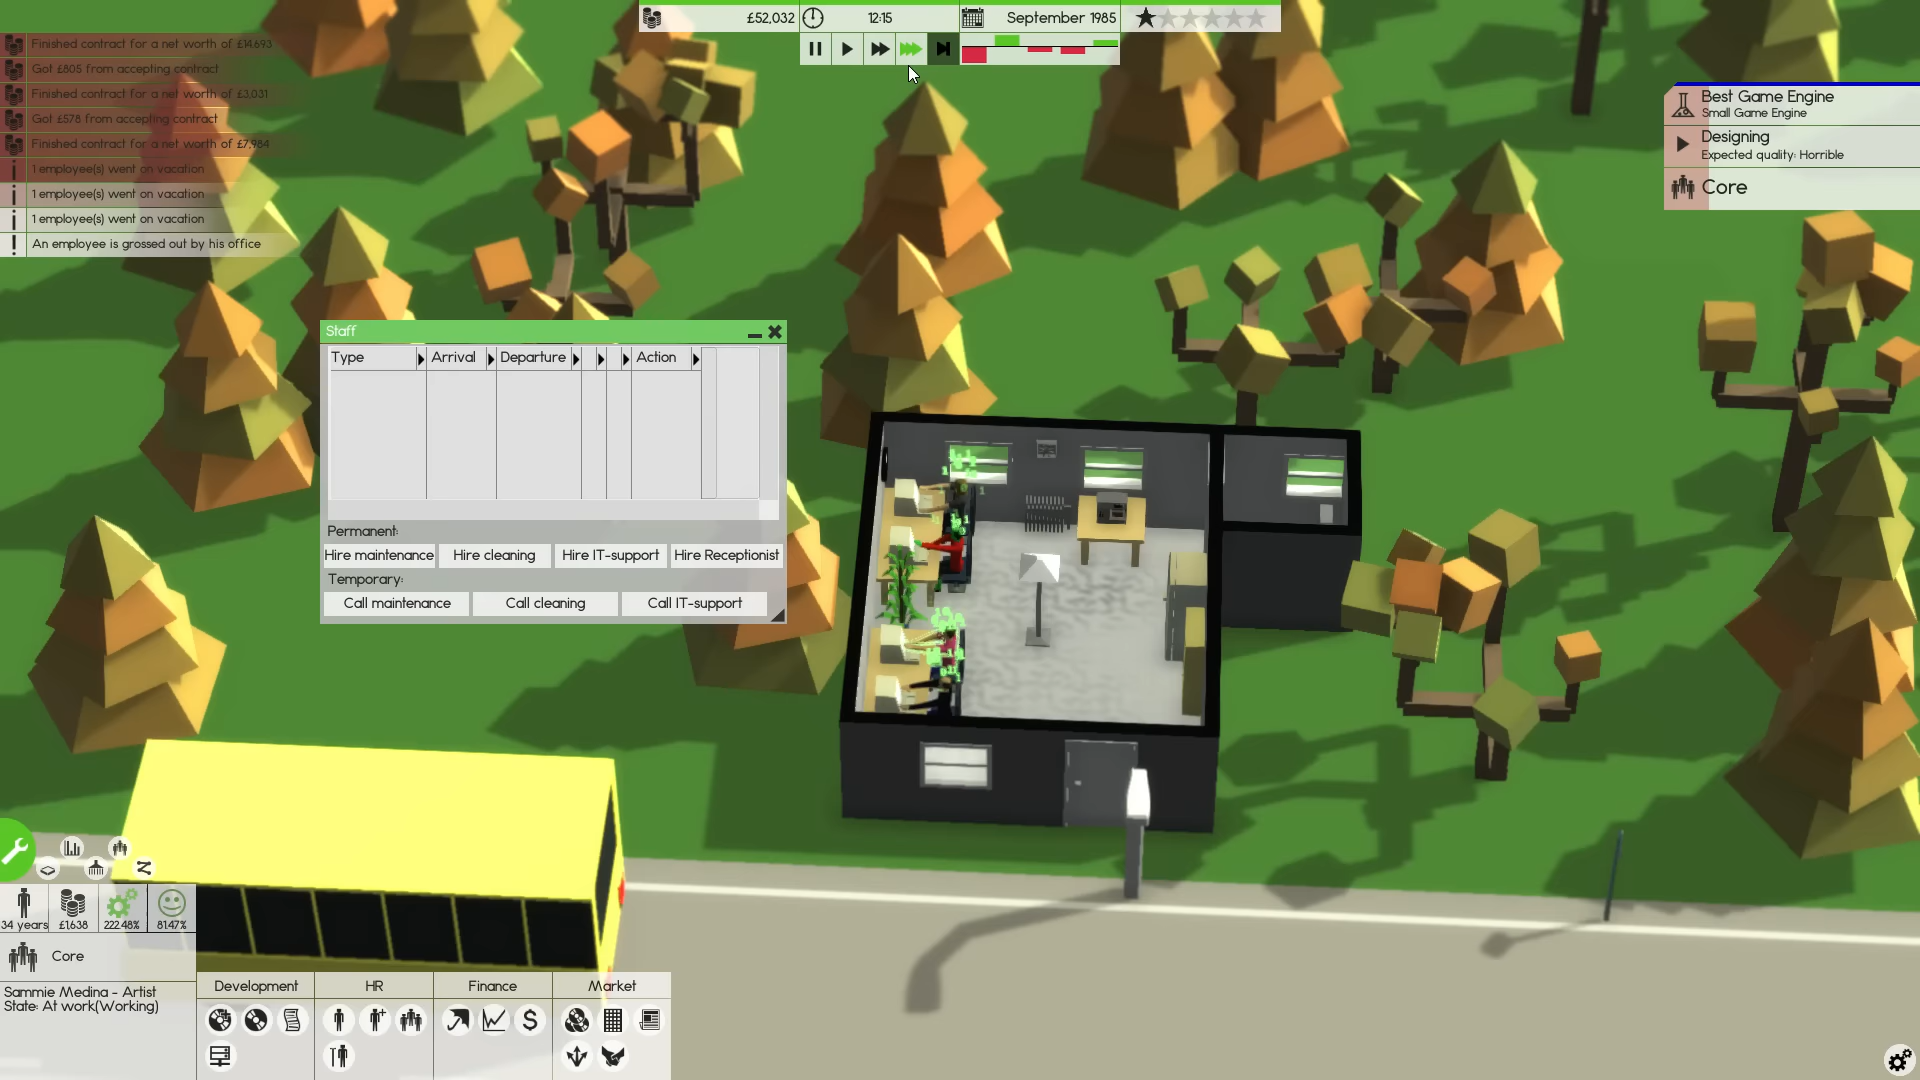 £52,032
12:15
September 1985
Finished contract for a net worth of £14,693
Got £805 from accepting contract
Finished contract for a net worth of £3,031
Got £578 from accepting contract
Finished contract for a net worth of £7,984
1 employee(s) went on vacation
1 employee(s) went on vacation
1 employee(s) went on vacation
An employee is grossed out by his office
Best Game Engine
Small Game Engine
Designing
Expected quality: Horrible
Core
Staff
Type Arrival Departure Action
Permanent:
Hire maintenance Hire cleaning Hire IT-support Hire Receptionist
Temporary:
Call maintenance Call cleaning Call IT-support
34 years £1,638 222.48% 81.47%
Core
Sammie Medina - Artist
State: At work(Working)
Development HR Finance Market